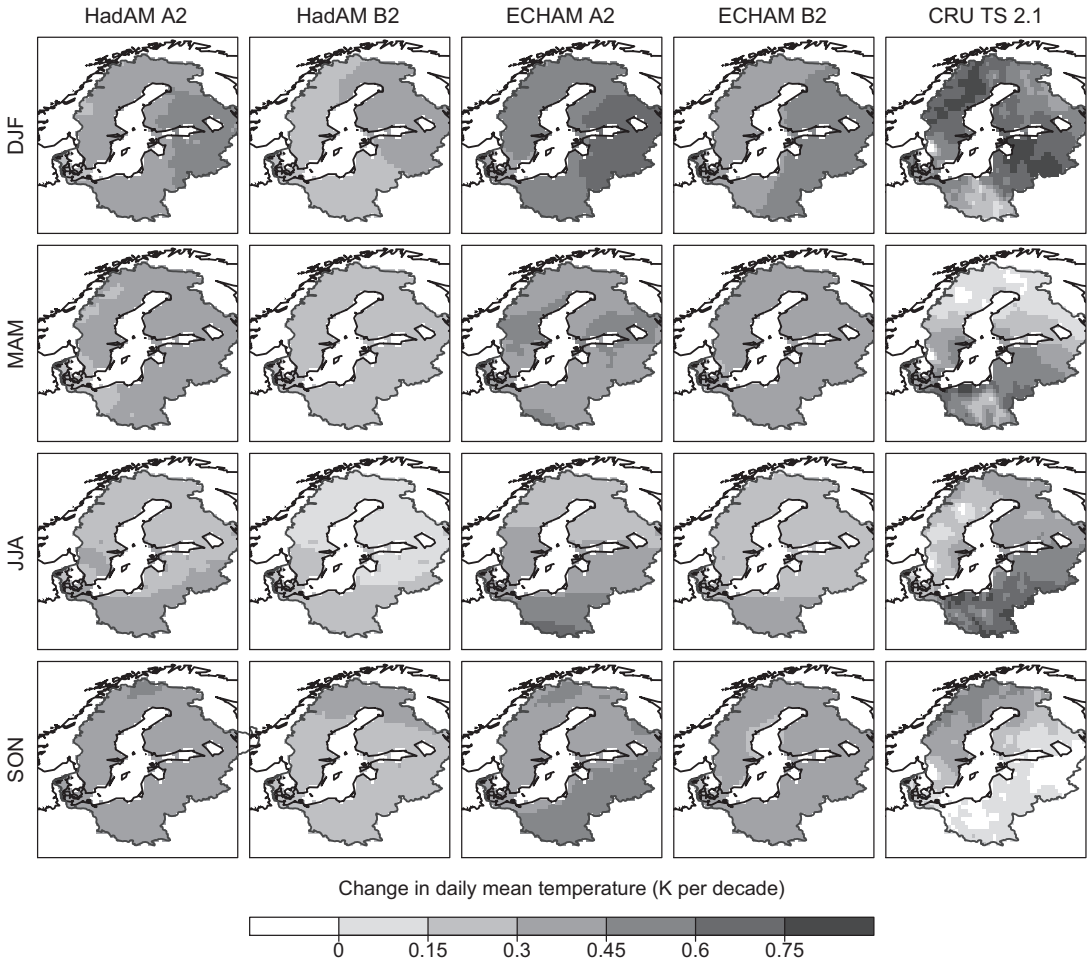 HadAM A2 HadAM B2 ECHAM A2 ECHAM B2 CRU TS 2.1
DJF
MAM
JJA
SON
Change in daily mean temperature (K per decade)
0 0.15 0.3 0.45 0.6 0.75